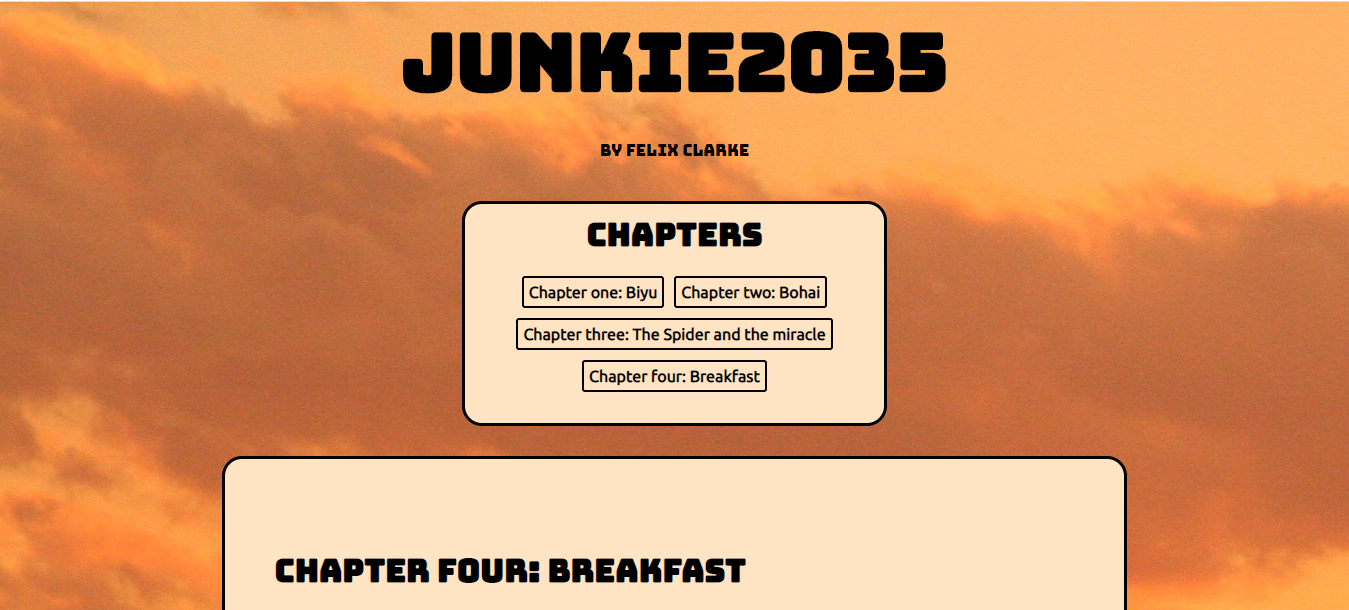 JUNKIE2035
BY FELIX CLARKE
CHAPTERS
Chapter one: Biyu Chapter two: Bohai
Chapter three: The Spider and the miracle
Chapter four: Breakfast
CHAPTER FOUR: BREAKFAST